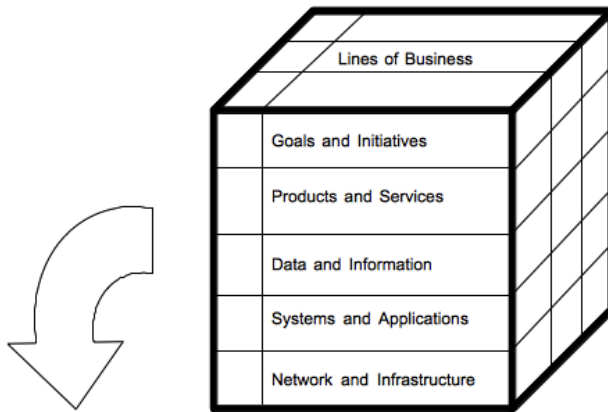 Lines of Business
Goals and Initiatives
Products and Services
Data and Information
Systems and Applications
Network and Infrastructure